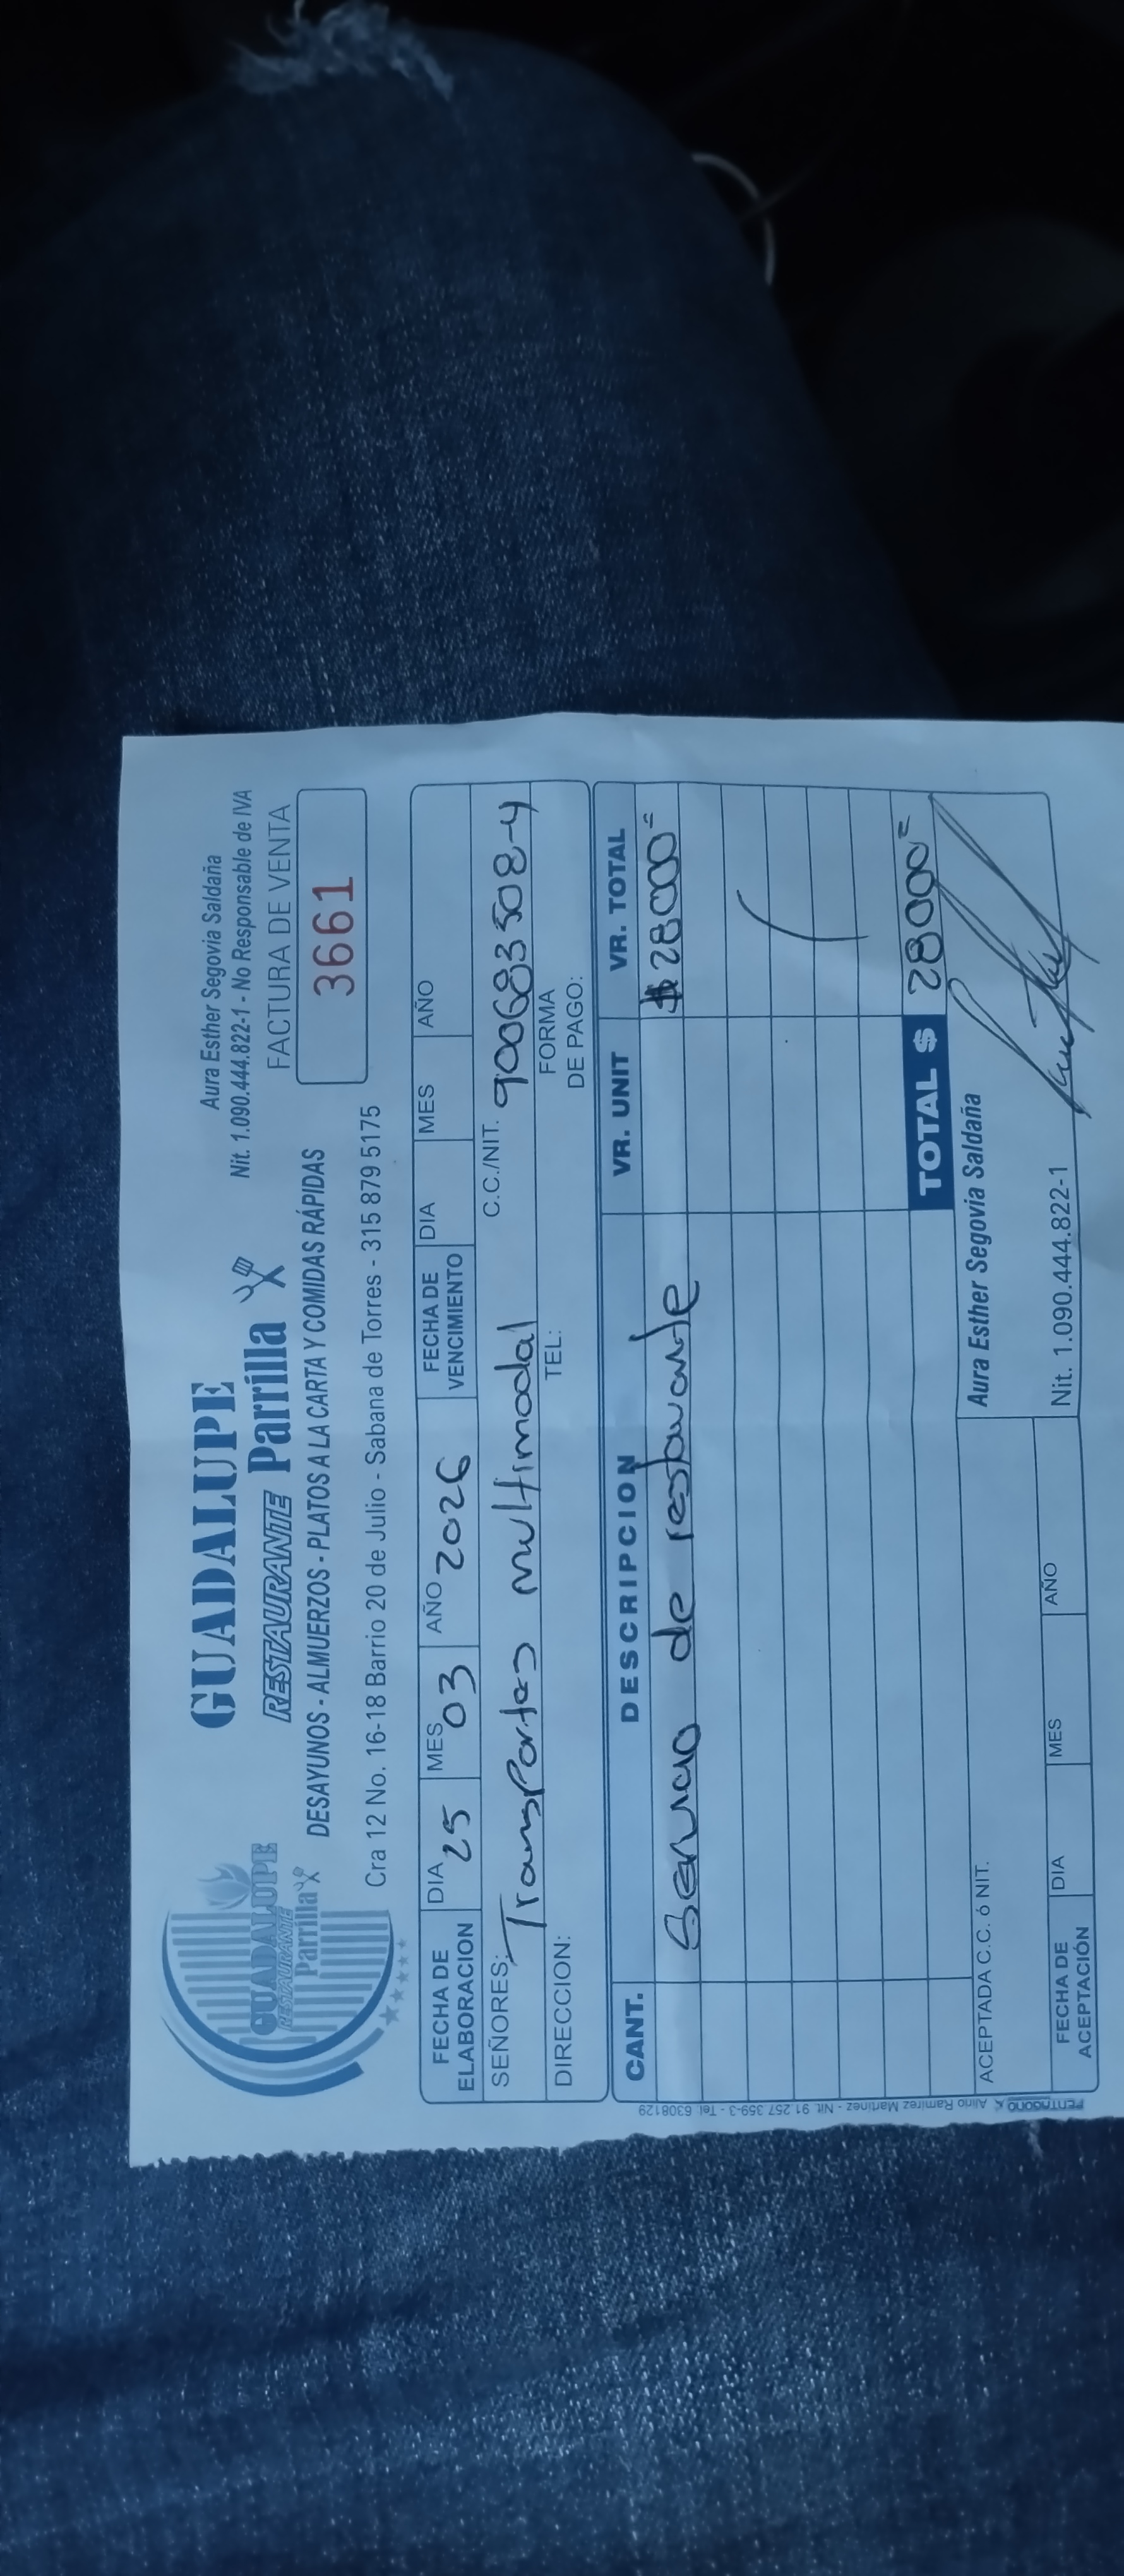 GUADALUPE
RESTAURANTE Parrilla
Aura Esther Segovia Saldaña
Nit. 1.090.444.822-1 - No Responsable de IVA
FACTURA DE VENTA
3661
GUADALUPE
RESTAURANTE
Parrilla
DESAYUNOS - ALMUERZOS - PLATOS A LA CARTA Y COMIDAS RÁPIDAS
Cra 12 No. 16-18 Barrio 20 de Julio - Sabana de Torres - 315 879 5175
FECHA DE ELABORACION DIA 25 MES 03 AÑO 2026 FECHA DE VENCIMIENTO DIA MES AÑO
SEÑORES: Transportes multimodal C.C./NIT. 900683508-4
DIRECCION: TEL: FORMA DE PAGO:
CANT. DESCRIPCION VR. UNIT VR. TOTAL
Servicio de restaurante $ 28000=
TOTAL $ 28000=
ACEPTADA C.C. ó NIT. Aura Esther Segovia Saldaña
FECHA DE ACEPTACIÓN DIA MES AÑO Nit. 1.090.444.822-1
PENTAGONO Alirio Ramirez Martinez - Nit. 91.257.359-3 - Tel. 6308129